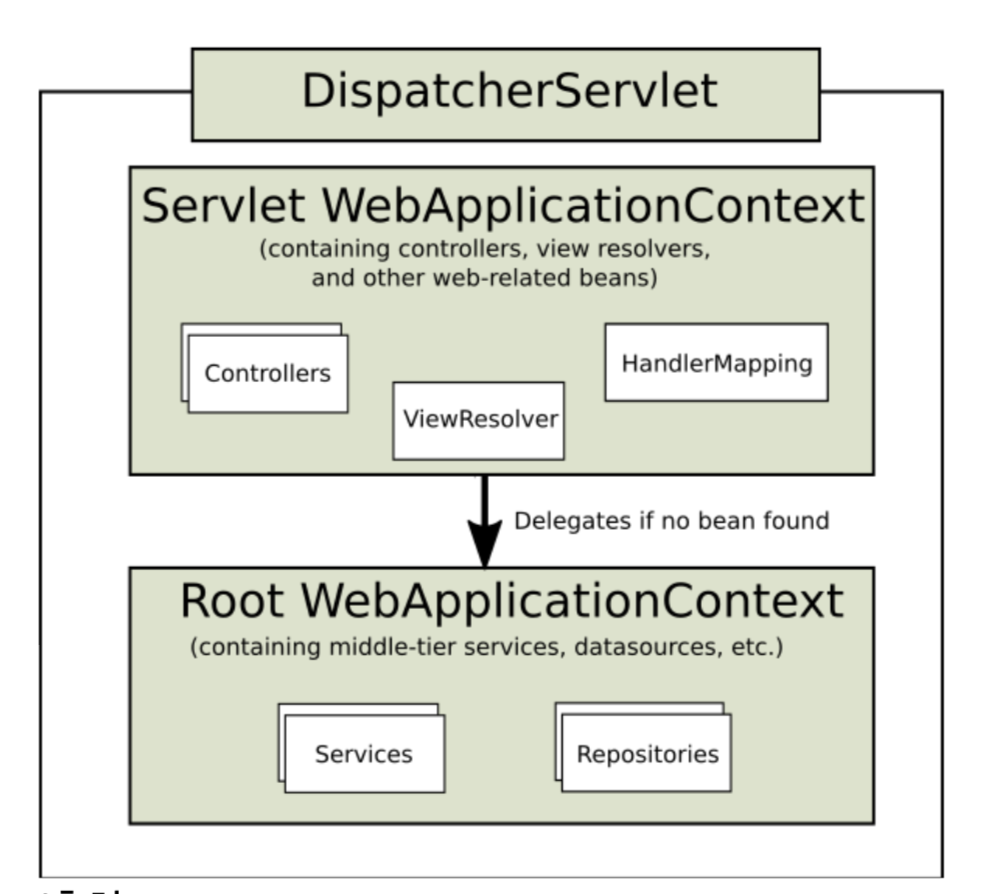 DispatcherServlet
Servlet WebApplicationContext
(containing controllers, view resolvers,
and other web-related beans)
Controllers
HandlerMapping
ViewResolver
Delegates if no bean found
Root WebApplicationContext
(containing middle-tier services, datasources, etc.)
Services
Repositories